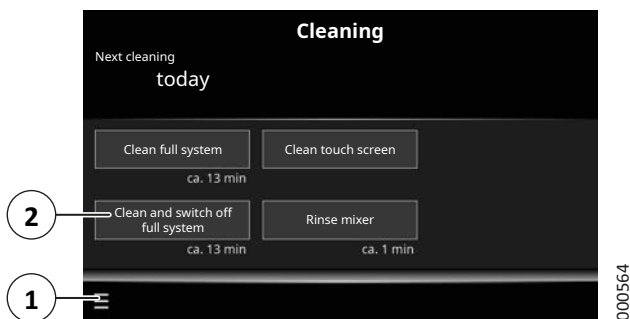 Cleaning
Next cleaning
today
Clean full system
ca. 13 min
Clean touch screen
2
Clean and switch off
full system
ca. 13 min
Rinse mixer
ca. 1 min
1
000564